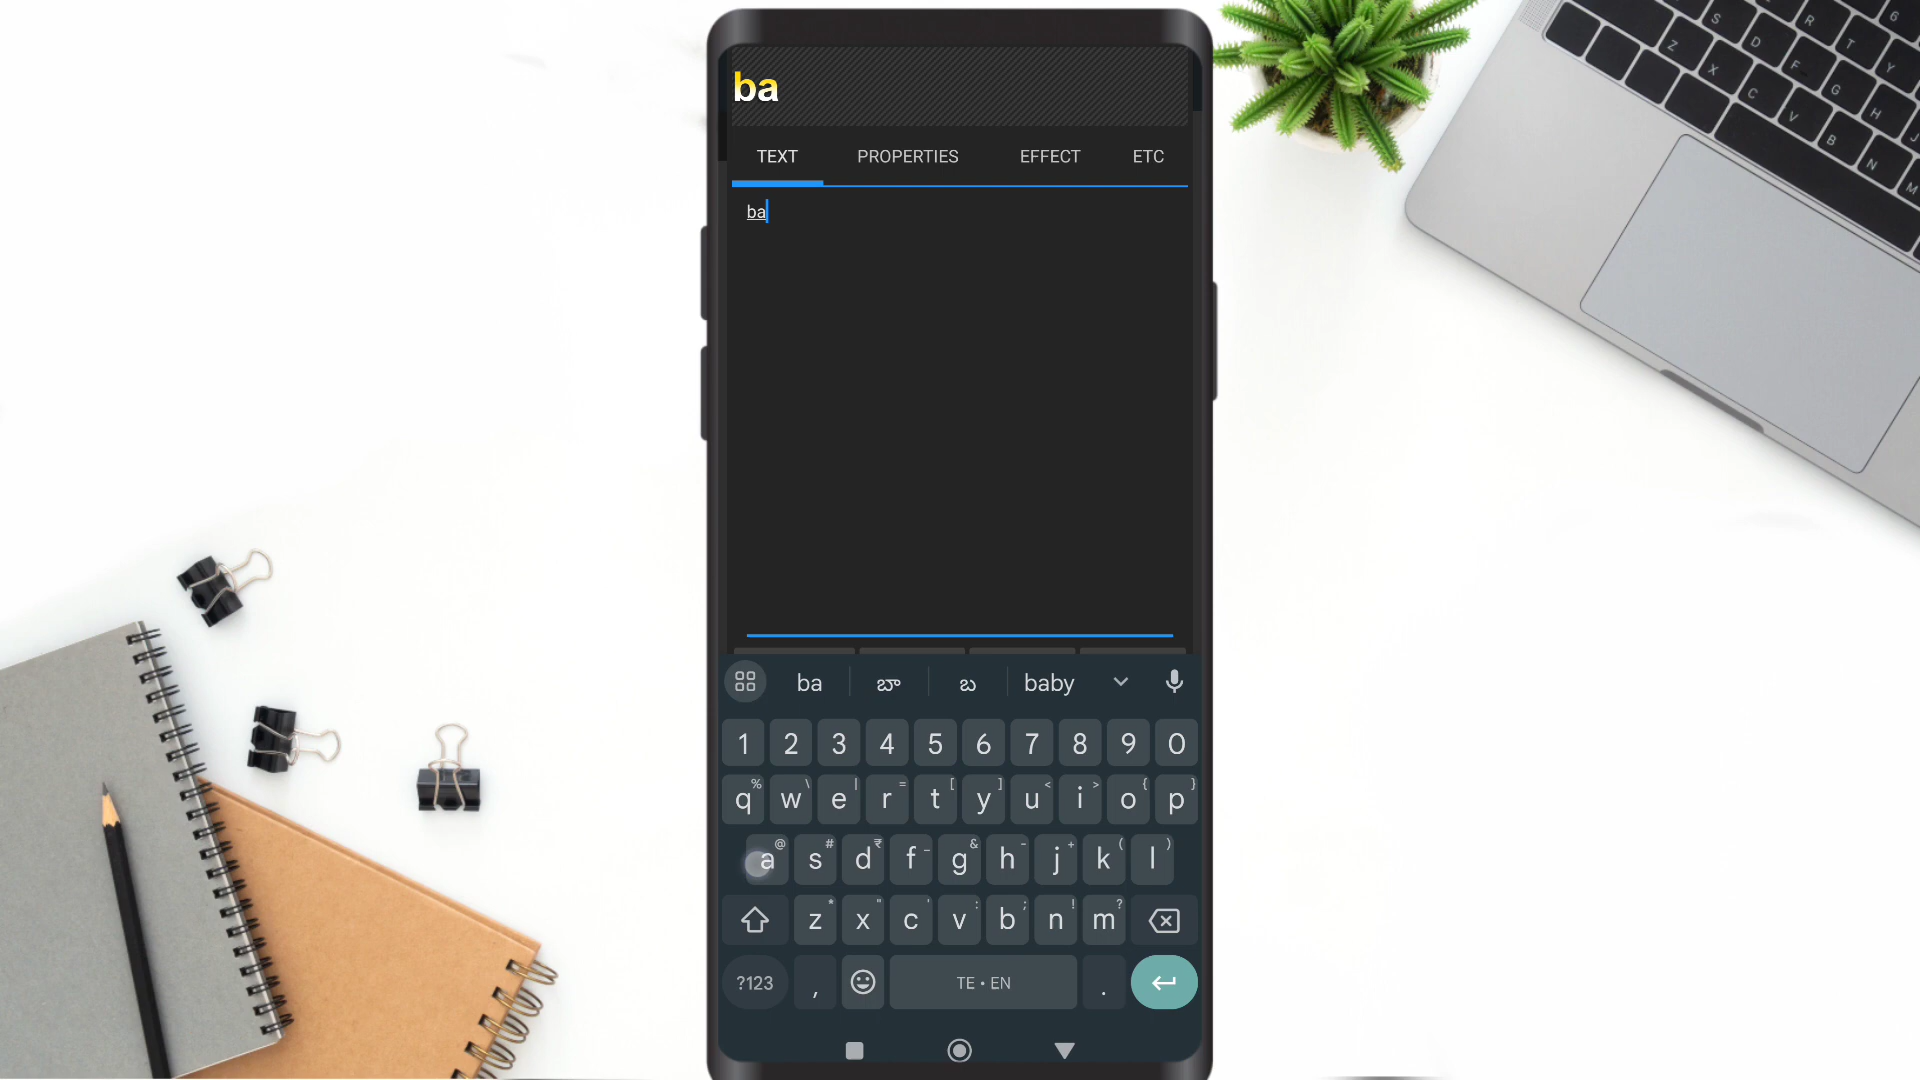 ba
TEXT PROPERTIES EFFECT ETC
ba
ba బా బ baby
1 2 3 4 5 6 7 8 9 0
% \ | = [ ] < > { }
q w e r t y u i o p
@ # ₹ _ & - + ( )
a s d f g h j k l
* " ' : ; ! ?
z x c v b n m
?123 , TE • EN .
S D F G H
Z X C V B N M
R T Y 6